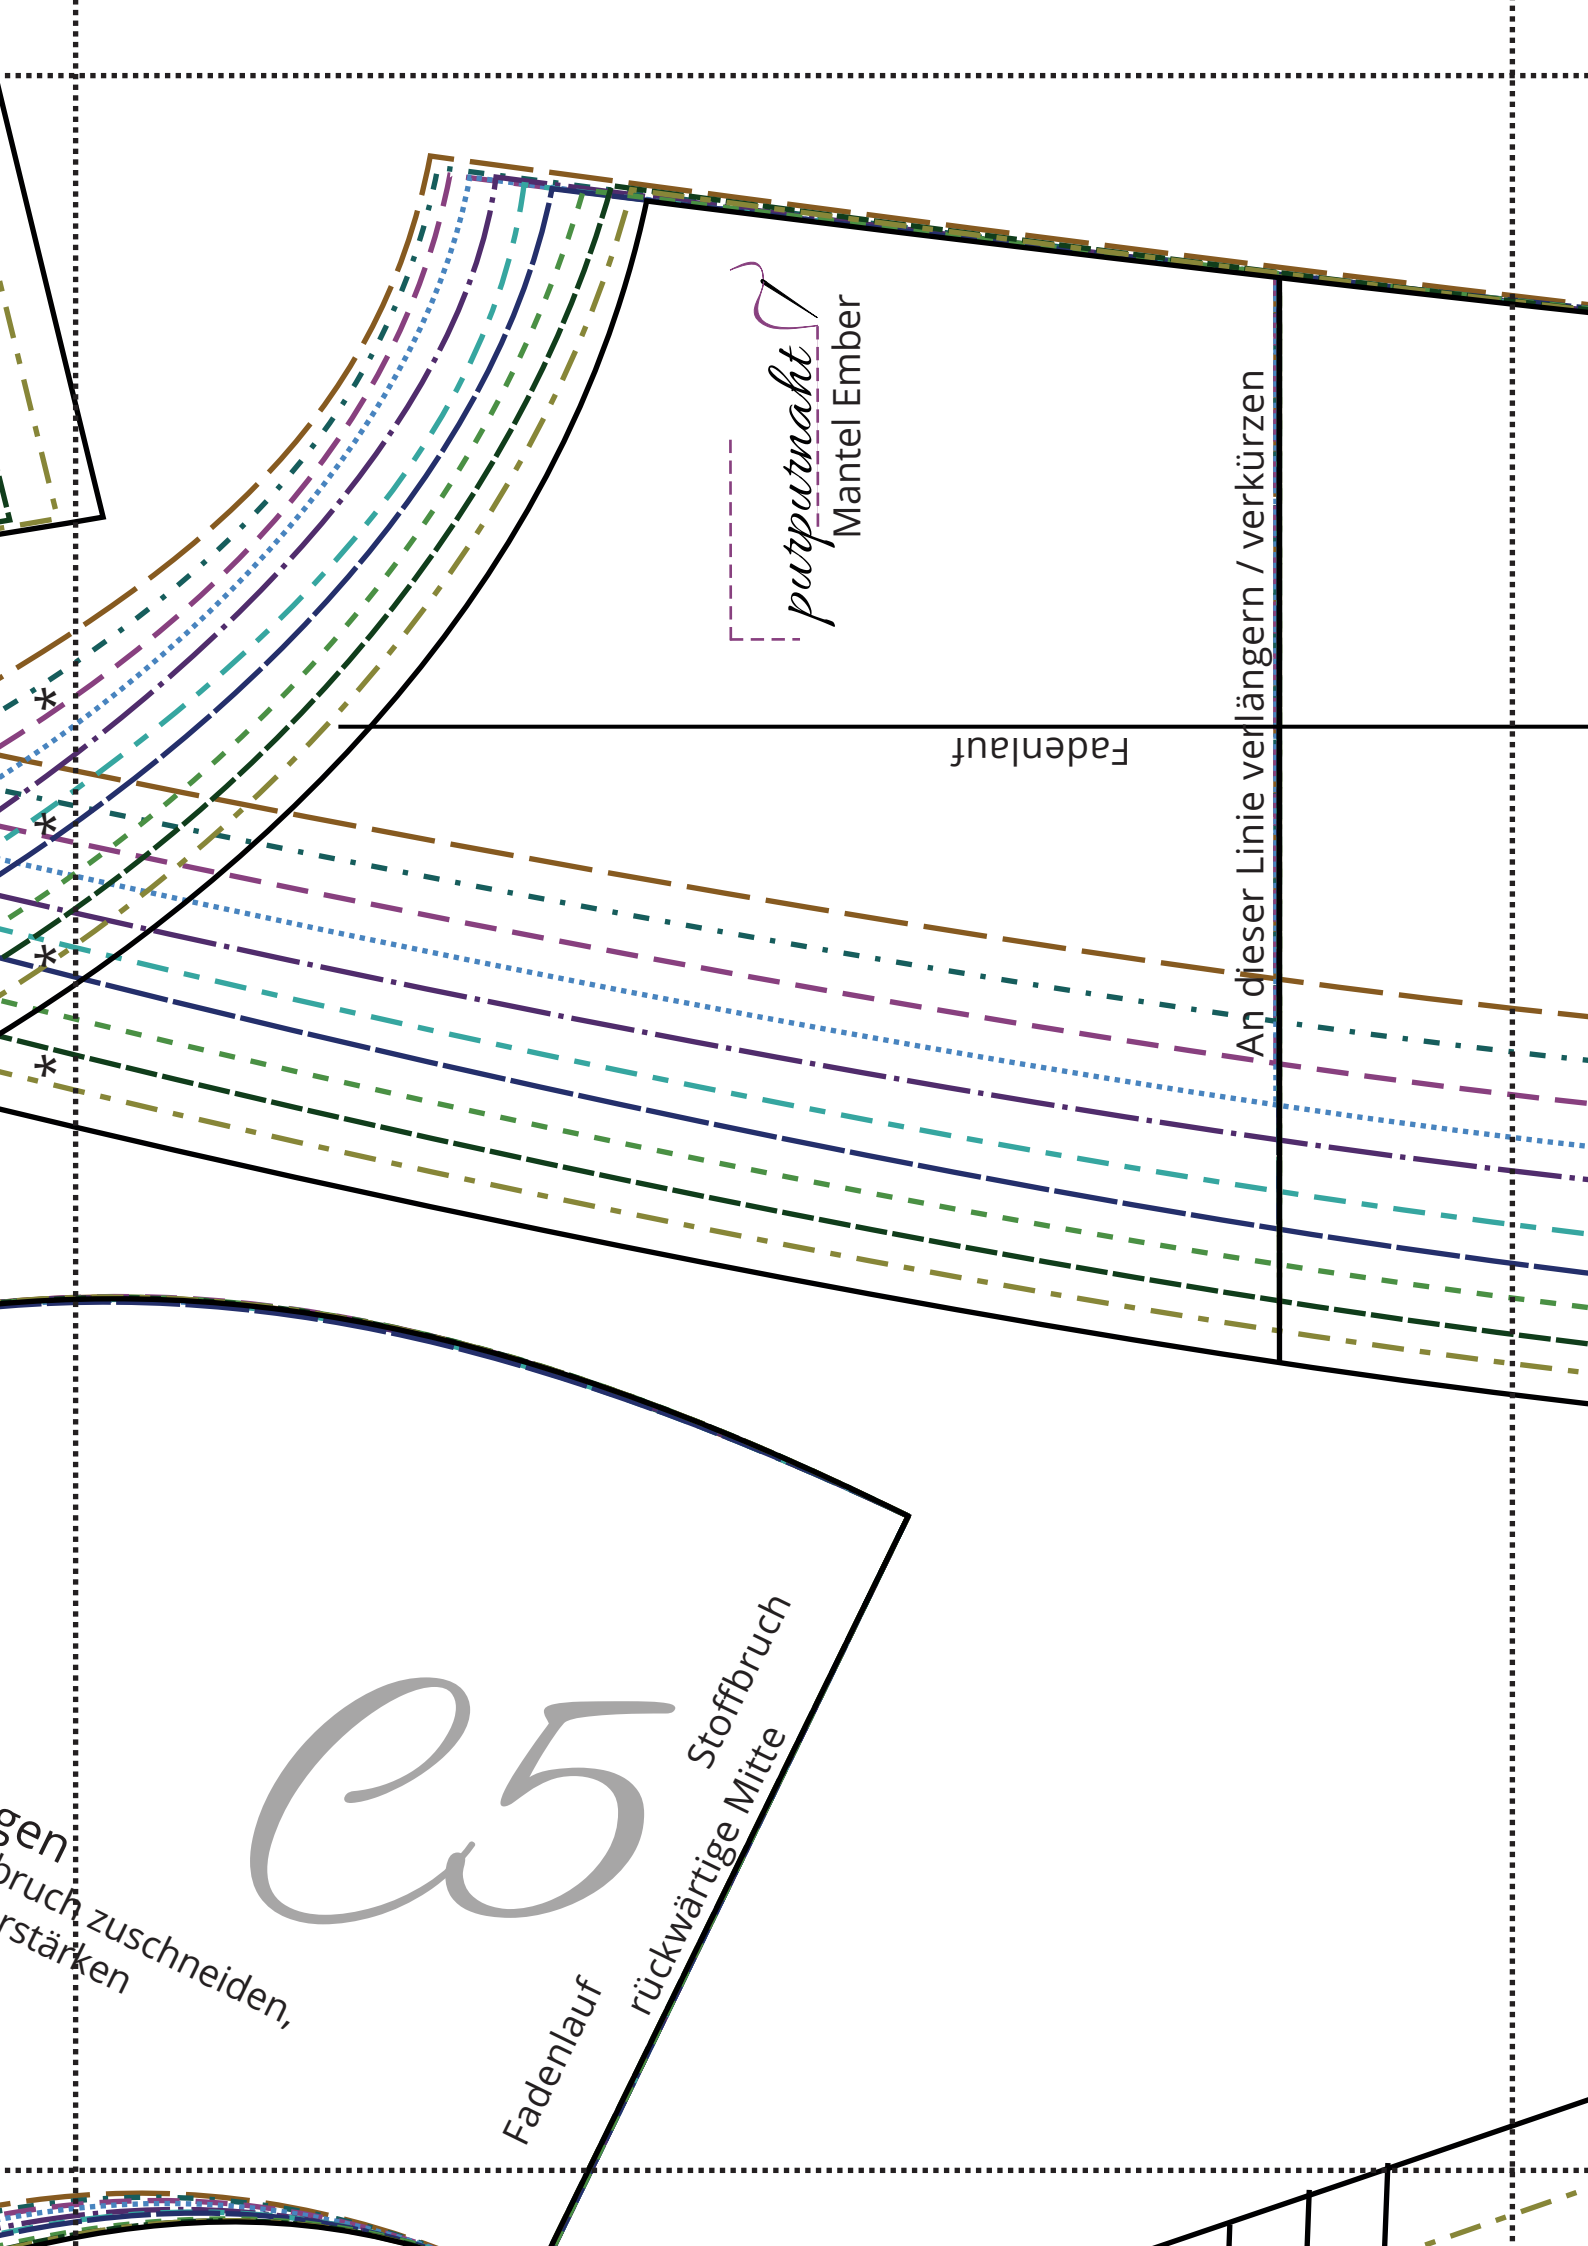 purpurnaht
Mantel Ember
An dieser Linie verlängern / verkürzen
Fadenlauf
*
*
*
*
C5
Stoffbruch
rückwärtige Mitte
Fadenlauf
gen
bruch zuschneiden,
rstärken